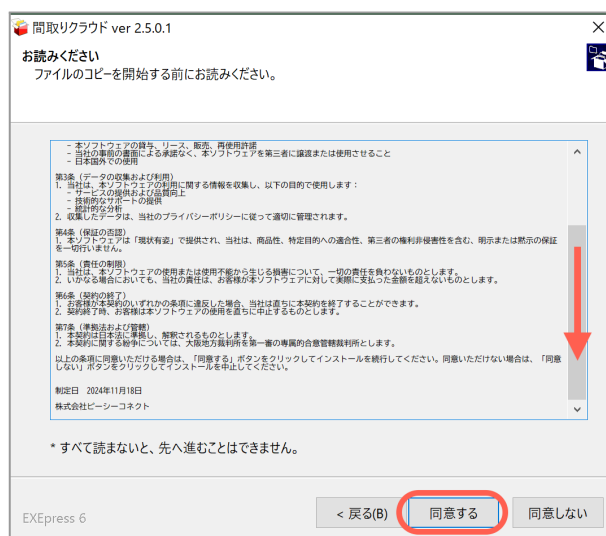 間取りクラウド ver 2.5.0.1
お読みください
ファイルのコピーを開始する前にお読みください。
- 本ソフトウェアの貸与、リース、販売、再使用許諾
- 当社の事前の書面による承諾なく、本ソフトウェアを第三者に譲渡または使用させること
- 日本国外での使用
第3条（データの収集および利用）
1. 当社は、本ソフトウェアの利用に関する情報を収集し、以下の目的で使用します：
- サービスの提供および品質向上
- 技術的なサポートの提供
- 統計的な分析
2. 収集したデータは、当社のプライバシーポリシーに従って適切に管理されます。
第4条（保証の否認）
1. 本ソフトウェアは「現状有姿」で提供され、当社は、商品性、特定目的への適合性、第三者の権利非侵害性を含む、明示または黙示の保証
を一切行いません。
第5条（責任の制限）
1. 当社は、本ソフトウェアの使用または使用不能から生じる損害について、一切の責任を負わないものとします。
2. いかなる場合においても、当社の責任は、お客様が本ソフトウェアに対して実際に支払った金額を超えないものとします。
第6条（契約の終了）
1. お客様が本契約のいずれかの条項に違反した場合、当社は直ちに本契約を終了することができます。
2. 契約終了時、お客様は本ソフトウェアの使用を直ちに中止するものとします。
第7条（準拠法および管轄）
1. 本契約は日本法に準拠し、解釈されるものとします。
2. 本契約に関する紛争については、大阪地方裁判所を第一審の専属的合意管轄裁判所とします。
以上の条項に同意いただける場合は、「同意する」ボタンをクリックしてインストールを続行してください。同意いただけない場合は、「同意
しない」ボタンをクリックしてインストールを中止してください。
制定日 2024年11月18日
株式会社ピーシーコネクト
* すべて読まないと、先へ進むことはできません。
EXEpress 6
< 戻る(B)
同意する
同意しない